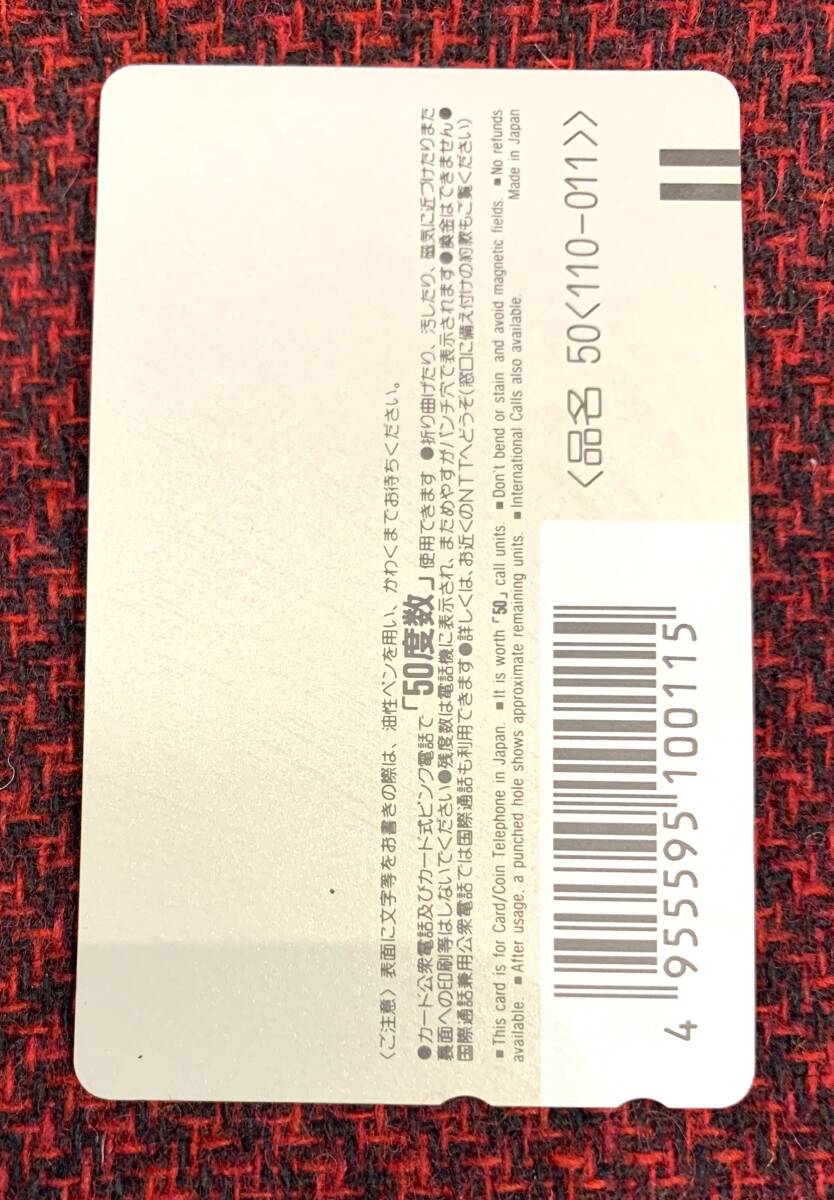 〈ご注意〉表面に文字等をお書きの際は、油性ペンを用い、かわくまでお待ちください。
●カード公衆電話及びカード式ピンク電話で「50度数」使用できます ●折り曲げたり、汚したり、磁気に近づけたりまた
裏面への印刷等はしないでください●残度数は電話機に表示され、まためやすがパンチ穴で表示されます●換金はできません●
国際通話兼用公衆電話では国際通話も利用できます●詳しくは、お近くのNTTへどうぞ(窓口に備え付けの約款もご覧ください)
■This card is for Card/Coin Telephone in Japan. ■It is worth「50」call units. ■Don't bend or stain and avoid magnetic fields. ■No refunds
available. ■After usage, a punched hole shows approximate remaining units. ■International Calls also available. Made in Japan
<品名 50<110-011>>
4 955595 100115